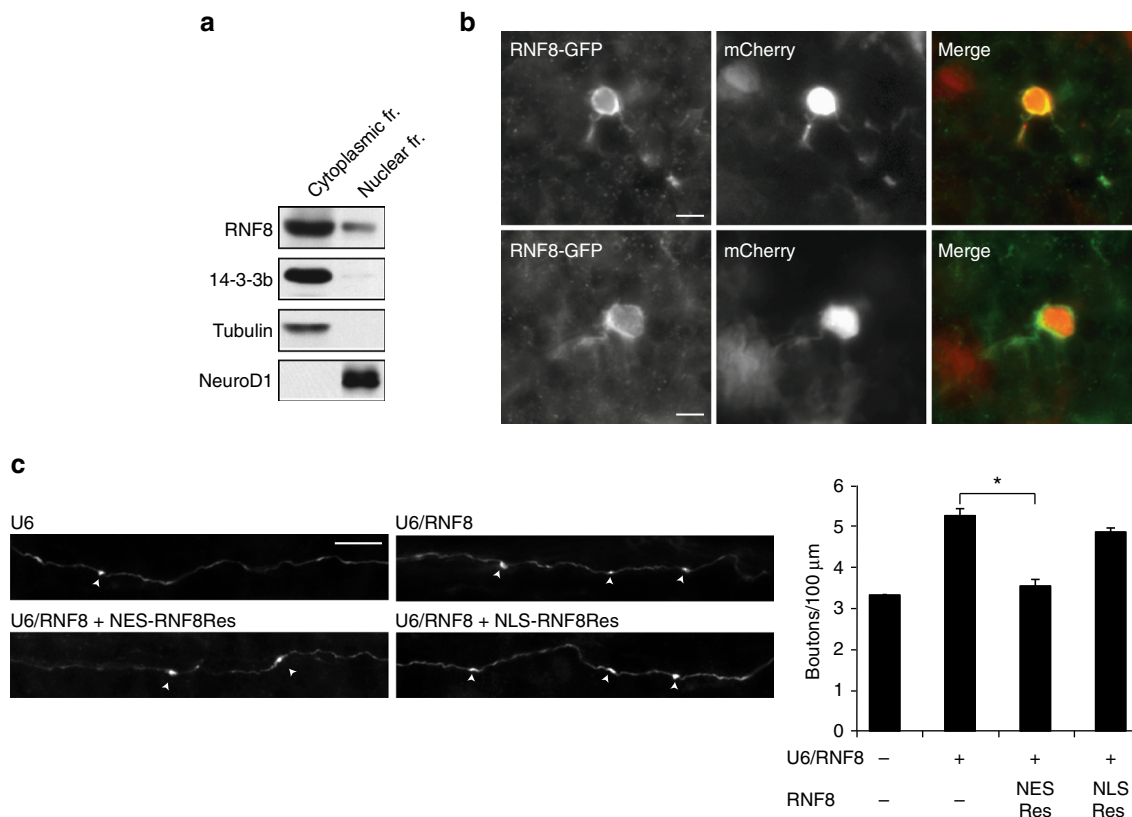 a
Cytoplasmic fr.
Nuclear fr.
RNF8
14-3-3b
Tubulin
NeuroD1
b
RNF8-GFP
mCherry
Merge
RNF8-GFP
mCherry
Merge
c
U6
U6/RNF8
U6/RNF8 + NES-RNF8Res
U6/RNF8 + NLS-RNF8Res
*
Boutons/100 μm
6
5
4
3
2
1
0
U6/RNF8 – + + +
RNF8 – – NES Res NLS Res